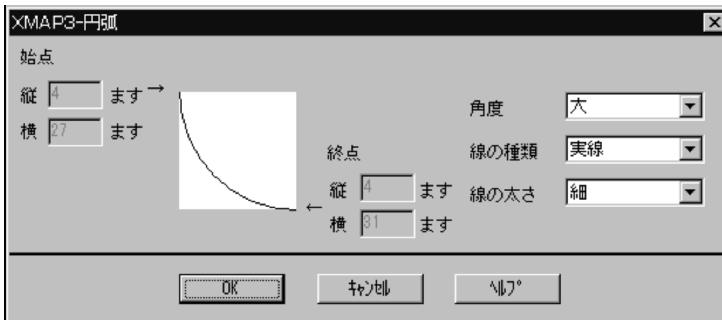 XMAP3-円弧
始点
縦 4 ます →
横 27 ます
終点
縦 4 ます
← 横 31 ます
角度 大
線の種類 実線
線の太さ 細
OK ｷｬﾝｾﾙ ﾍﾙﾌﾟ